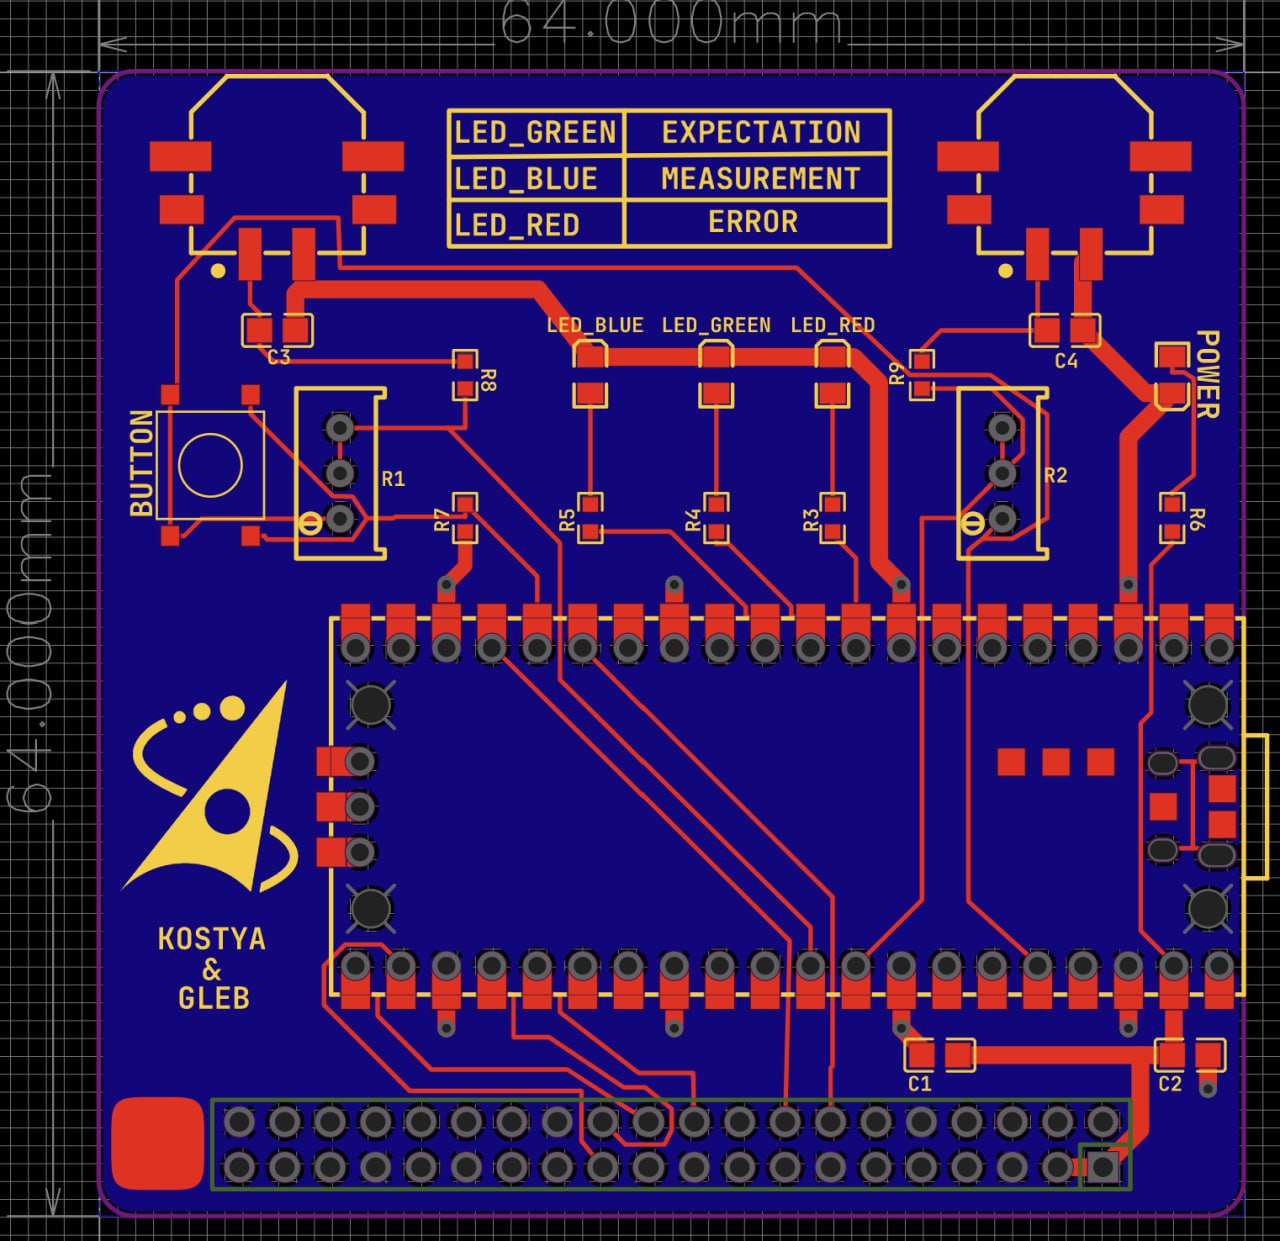 64.000mm
LED_GREEN EXPECTATION
LED_BLUE MEASUREMENT
LED_RED ERROR
LED_BLUE LED_GREEN LED_RED
C3
C4
POWER
R8
R9
BUTTON
R1
R2
R7
R5
R4
R3
R6
64.000mm
KOSTYA
&
GLEB
C1
C2